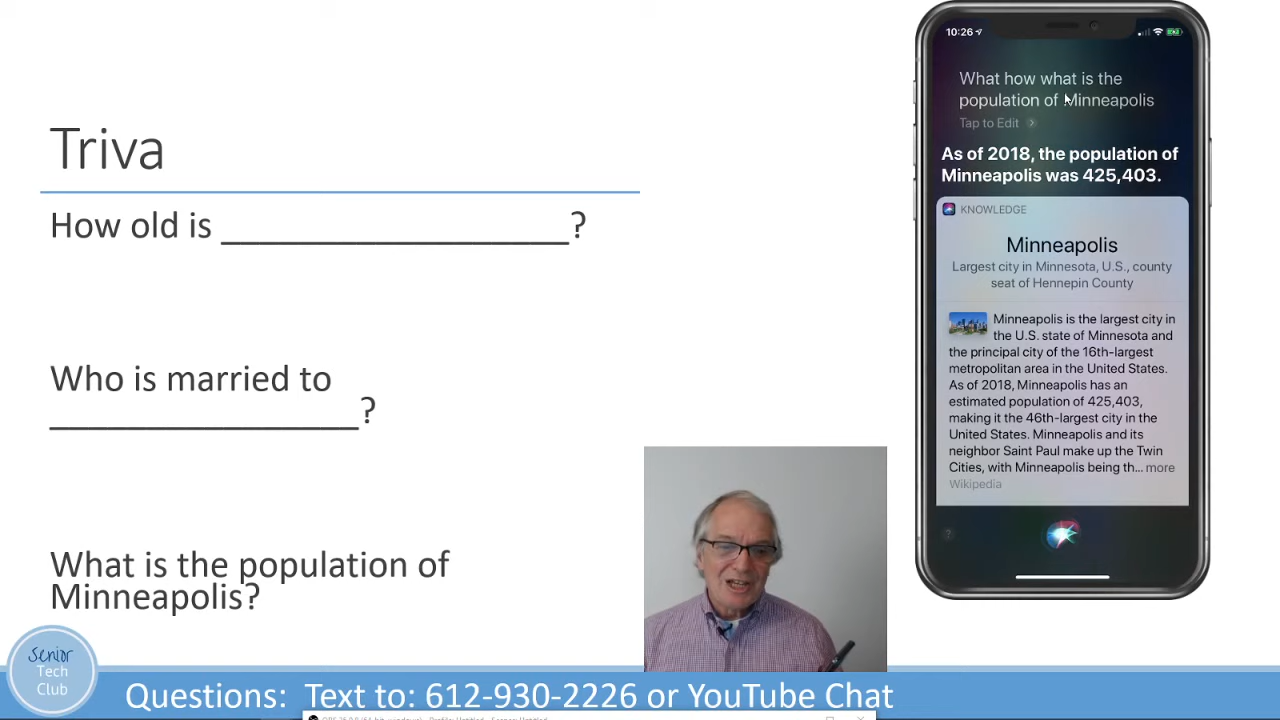 Triva
How old is __________________?
Who is married to
________________?
What is the population of
Minneapolis?
Senior
Tech
Club
Questions: Text to: 612-930-2226 or YouTube Chat
10:26
What how what is the
population of Minneapolis
Tap to Edit
As of 2018, the population of
Minneapolis was 425,403.
KNOWLEDGE
Minneapolis
Largest city in Minnesota, U.S., county
seat of Hennepin County
Minneapolis is the largest city in
the U.S. state of Minnesota and
the principal city of the 16th-largest
metropolitan area in the United States.
As of 2018, Minneapolis has an
estimated population of 425,403,
making it the 46th-largest city in the
United States. Minneapolis and its
neighbor Saint Paul make up the Twin
Cities, with Minneapolis being th... more
Wikipedia
?